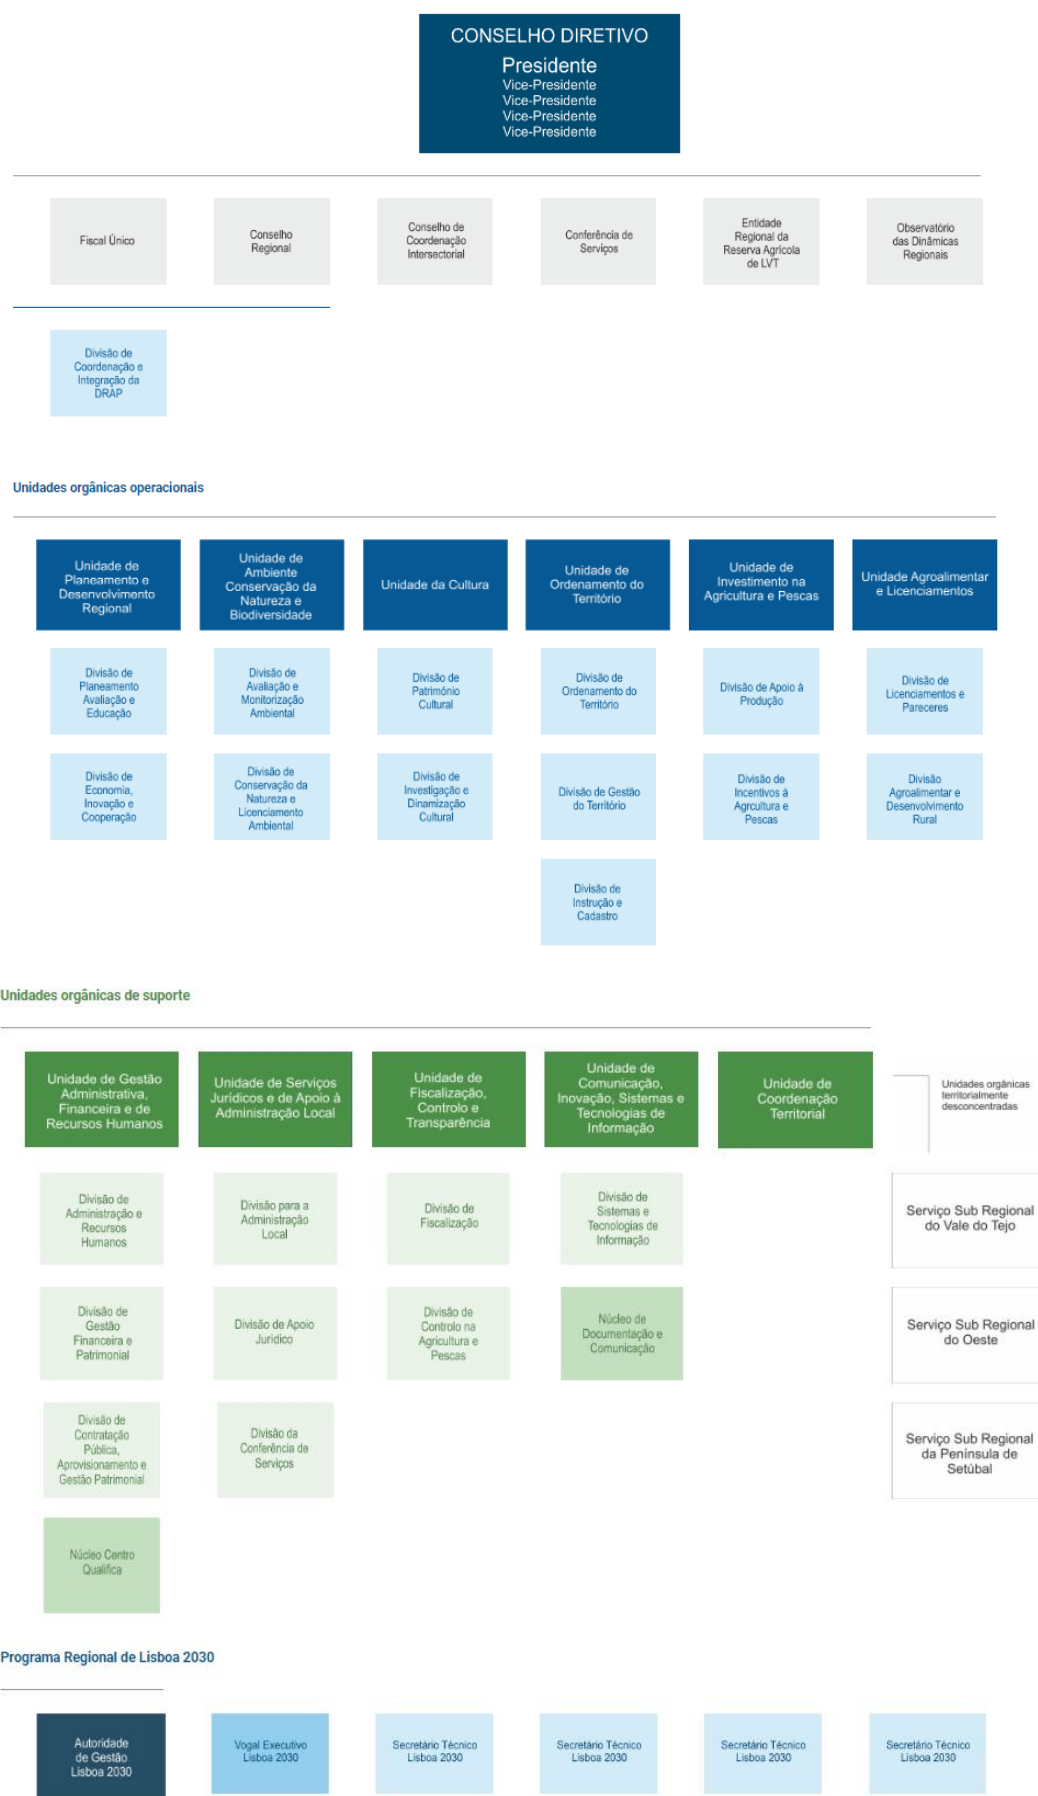 CONSELHO DIRETIVO
Presidente
Vice-Presidente
Vice-Presidente
Vice-Presidente
Vice-Presidente
Fiscal Único
Conselho
Regional
Conselho de
Coordenação
Intersectorial
Conferência de
Serviços
Entidade
Regional da
Reserva Agrícola
de LVT
Observatório
das Dinâmicas
Regionais
Divisão de
Coordenação e
Integração da
DRAP
Unidades orgânicas operacionais
Unidade de
Planeamento e
Desenvolvimento
Regional
Unidade de
Ambiente
Conservação da
Natureza e
Biodiversidade
Unidade da Cultura
Unidade de
Ordenamento do
Território
Unidade de
Investimento na
Agricultura e Pescas
Unidade Agroalimentar
e Licenciamentos
Divisão de
Planeamento
Avaliação e
Educação
Divisão de
Avaliação e
Monitorização
Ambiental
Divisão de
Património
Cultural
Divisão de
Ordenamento do
Território
Divisão de Apoio à
Produção
Divisão de
Licenciamentos e
Pareceres
Divisão de
Economia,
Inovação e
Cooperação
Divisão de
Conservação da
Natureza e
Licenciamento
Ambiental
Divisão de
Investigação e
Dinamização
Cultural
Divisão de Gestão
do Território
Divisão de
Incentivos à
Agrcultura e
Pescas
Divisão
Agroalimentar e
Desenvolvimento
Rural
Divisão de
Instrução e
Cadastro
Unidades orgânicas de suporte
Unidade de Gestão
Administrativa,
Financeira e de
Recursos Humanos
Unidade de Serviços
Jurídicos e de Apoio à
Administração Local
Unidade de
Fiscalização,
Controlo e
Transparência
Unidade de
Comunicação,
Inovação, Sistemas e
Tecnologias de
Informação
Unidade de
Coordenação
Territorial
Unidades orgânicas
territorialmente
desconcentradas
Divisão de
Administração e
Recursos
Humanos
Divisão para a
Administração
Local
Divisão de
Fiscalização
Divisão de
Sistemas e
Tecnologias de
Informação
Serviço Sub Regional
do Vale do Tejo
Divisão de
Gestão
Financeira e
Patrimonial
Divisão de Apoio
Jurídico
Divisão de
Controlo na
Agricultura e
Pescas
Núcleo de
Documentação e
Comunicação
Serviço Sub Regional
do Oeste
Divisão de
Contratação
Pública,
Aprovisionamento e
Gestão Patrimonial
Divisão da
Conferência de
Serviços
Serviço Sub Regional
da Península de
Setúbal
Núcleo Centro
Qualifica
Programa Regional de Lisboa 2030
Autoridade
de Gestão
Lisboa 2030
Vogal Executivo
Lisboa 2030
Secretário Técnico
Lisboa 2030
Secretário Técnico
Lisboa 2030
Secretário Técnico
Lisboa 2030
Secretário Técnico
Lisboa 2030